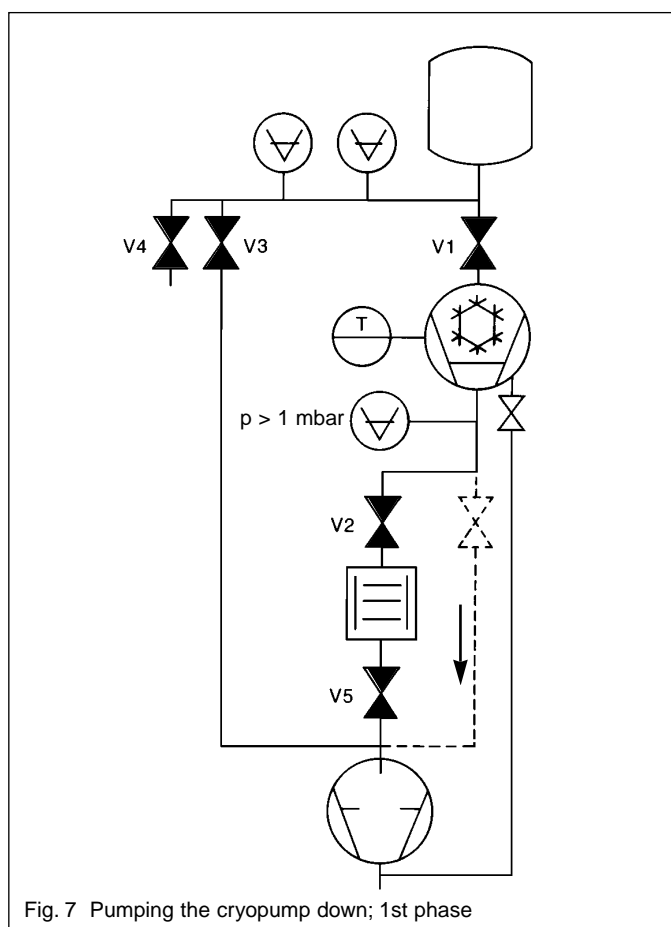 V4
V3
V1
T
p > 1 mbar
V2
V5
Fig. 7 Pumping the cryopump down; 1st phase